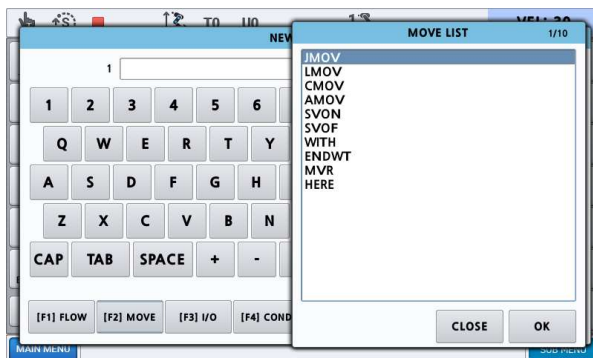 S T0 U0 VEL: 30
NEW
MOVE LIST 1/10
1
JMOV
LMOV
CMOV
AMOV
SVON
SVOF
WITH
ENDWT
MVR
HERE
1 2 3 4 5 6
Q W E R T Y
A S D F G H
Z X C V B N
CAP TAB SPACE + -
[F1] FLOW [F2] MOVE [F3] I/O [F4] COND
CLOSE OK
MAIN MENU SUB MENU